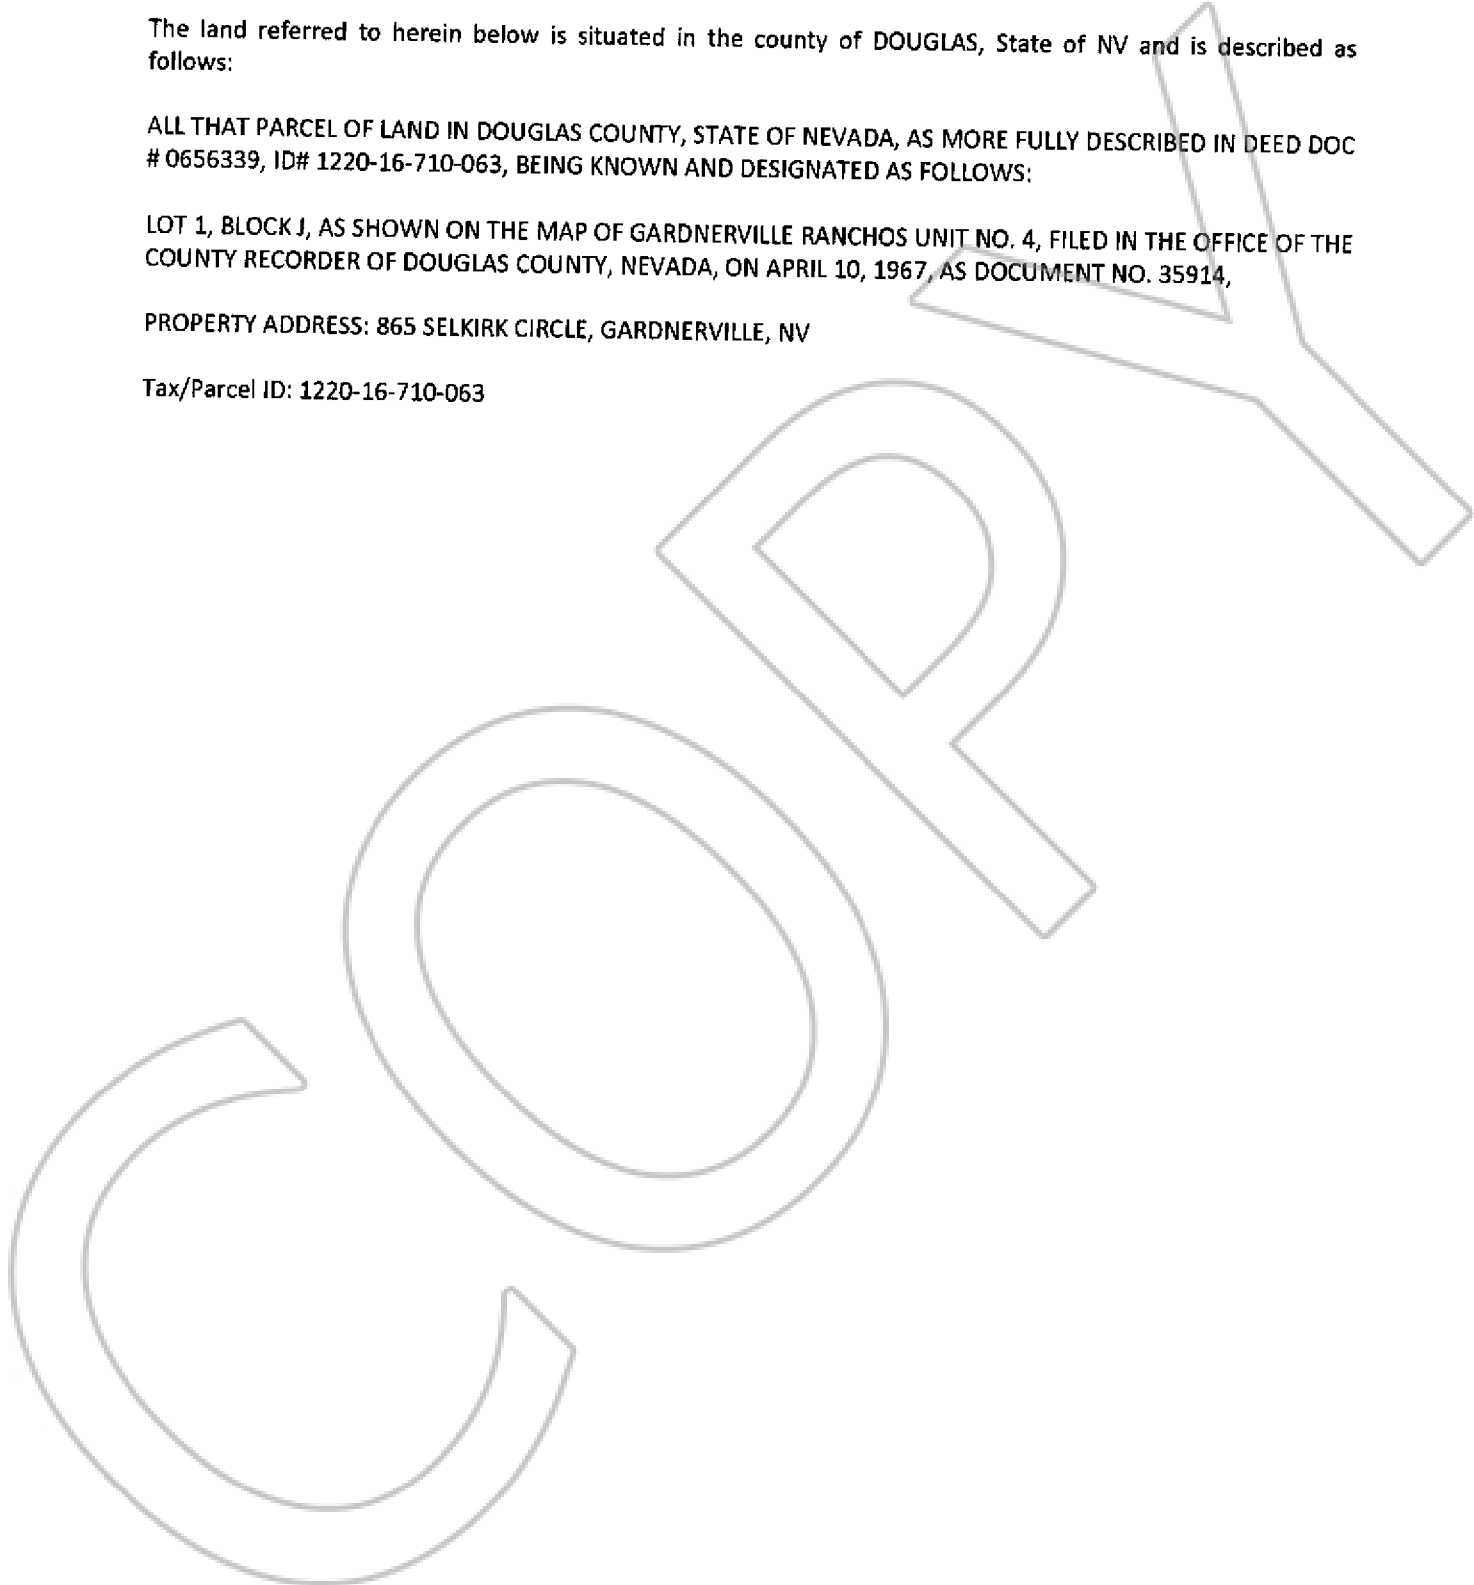 The land referred to herein below is situated in the county of DOUGLAS, State of NV and is described as
follows:
ALL THAT PARCEL OF LAND IN DOUGLAS COUNTY, STATE OF NEVADA, AS MORE FULLY DESCRIBED IN DEED DOC
# 0656339, ID# 1220-16-710-063, BEING KNOWN AND DESIGNATED AS FOLLOWS:
LOT 1, BLOCK J, AS SHOWN ON THE MAP OF GARDNERVILLE RANCHOS UNIT NO. 4, FILED IN THE OFFICE OF THE
COUNTY RECORDER OF DOUGLAS COUNTY, NEVADA, ON APRIL 10, 1967, AS DOCUMENT NO. 35914,
PROPERTY ADDRESS: 865 SELKIRK CIRCLE, GARDNERVILLE, NV
Tax/Parcel ID: 1220-16-710-063
COPY